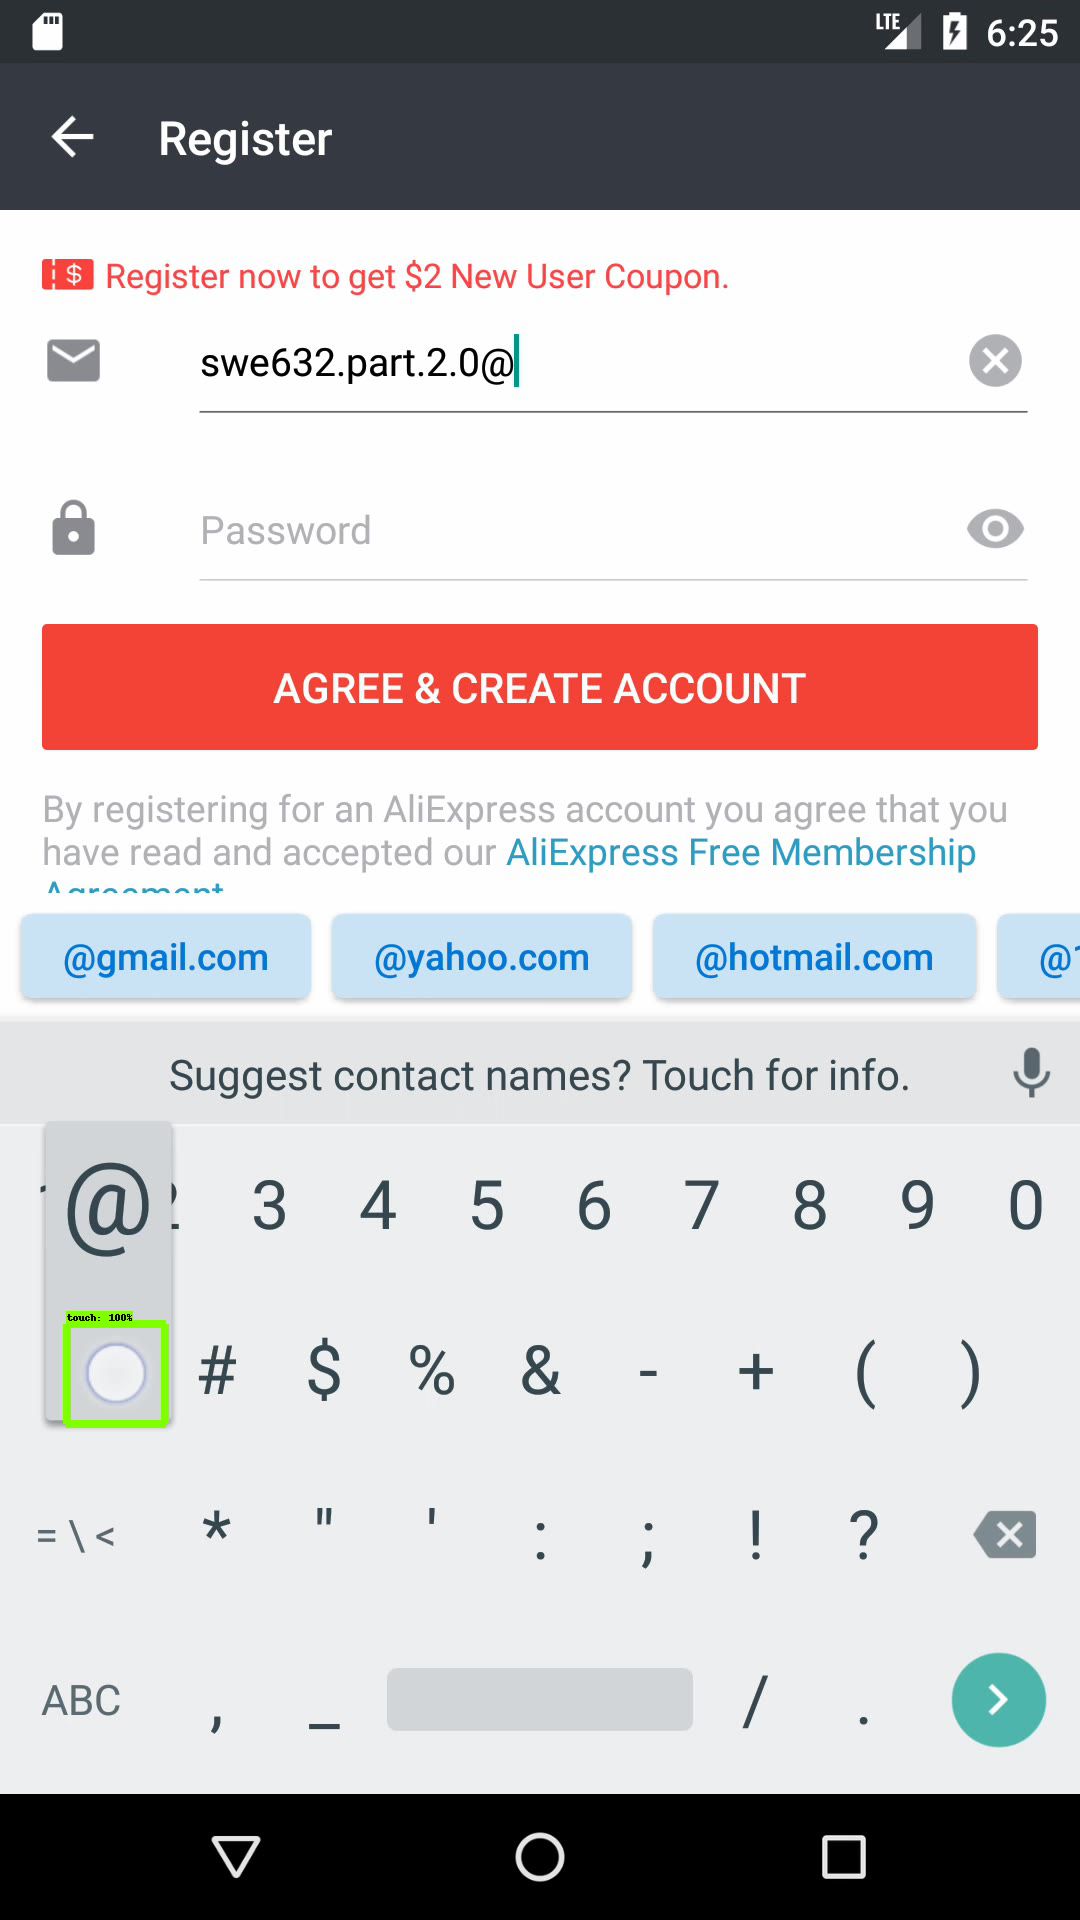 LTE 6:25
Register
$ Register now to get $2 New User Coupon.
swe632.part.2.0@
Password
AGREE & CREATE ACCOUNT
By registering for an AliExpress account you agree that you
have read and accepted our AliExpress Free Membership
@gmail.com @yahoo.com @hotmail.com
Suggest contact names? Touch for info.
@ 2 3 4 5 6 7 8 9 0
touch: 100%
# $ % & - + ( )
= \ < * " ' : ; ! ?
ABC , _ / .